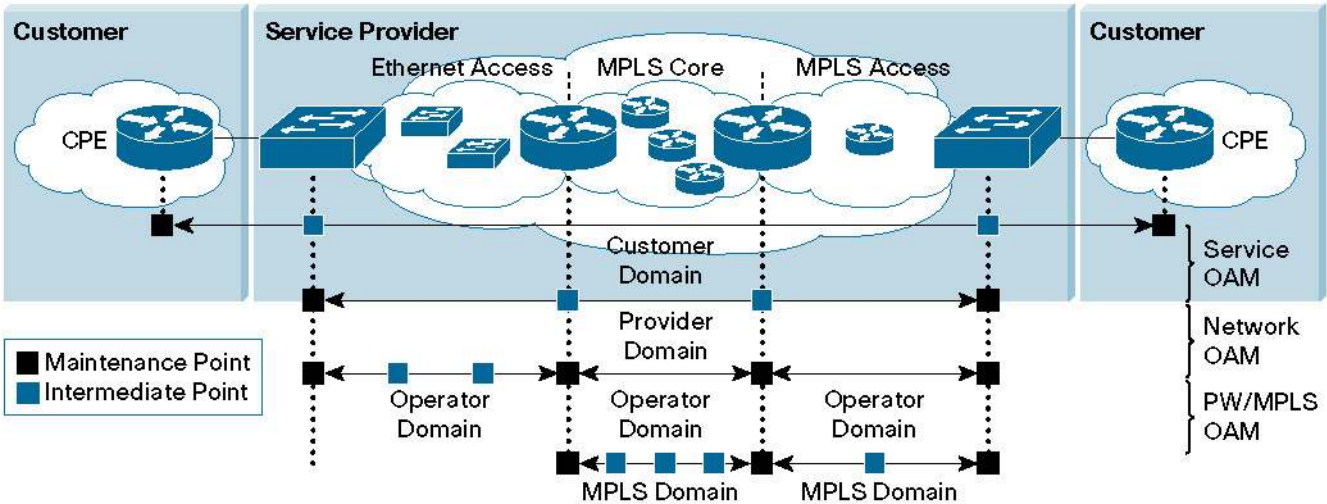 Customer
Service Provider
Customer
Ethernet Access
MPLS Core
MPLS Access
CPE
CPE
Customer
Domain
Service
OAM
Provider
Domain
Network
OAM
Maintenance Point
Intermediate Point
Operator
Domain
Operator
Domain
Operator
Domain
PW/MPLS
OAM
MPLS Domain
MPLS Domain